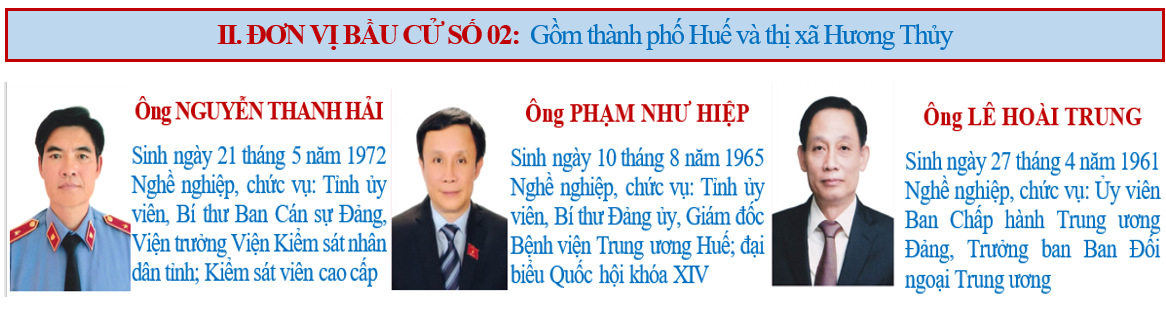 II. ĐƠN VỊ BẦU CỬ SỐ 02: Gồm thành phố Huế và thị xã Hương Thủy
Ông NGUYỄN THANH HẢI
Sinh ngày 21 tháng 5 năm 1972
Nghề nghiệp, chức vụ: Tỉnh ủy
viên, Bí thư Ban Cán sự Đảng,
Viện trưởng Viện Kiểm sát nhân
dân tỉnh; Kiểm sát viên cao cấp
Ông PHẠM NHƯ HIỆP
Sinh ngày 10 tháng 8 năm 1965
Nghề nghiệp, chức vụ: Tỉnh ủy
viên, Bí thư Đảng ủy, Giám đốc
Bệnh viện Trung ương Huế; đại
biểu Quốc hội khóa XIV
Ông LÊ HOÀI TRUNG
Sinh ngày 27 tháng 4 năm 1961
Nghề nghiệp, chức vụ: Ủy viên
Ban Chấp hành Trung ương
Đảng, Trưởng ban Ban Đối
ngoại Trung ương